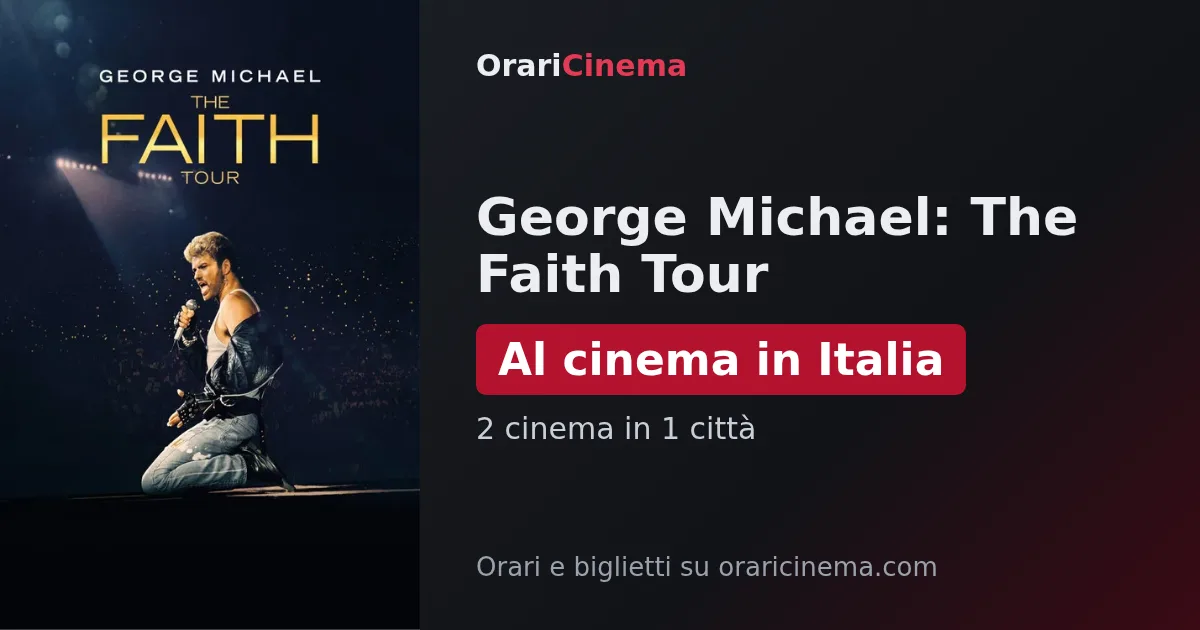 GEORGE MICHAEL
THE
FAITH
TOUR
OrariCinema
George Michael: The
Faith Tour
Al cinema in Italia
2 cinema in 1 città
Orari e biglietti su oraricinema.com